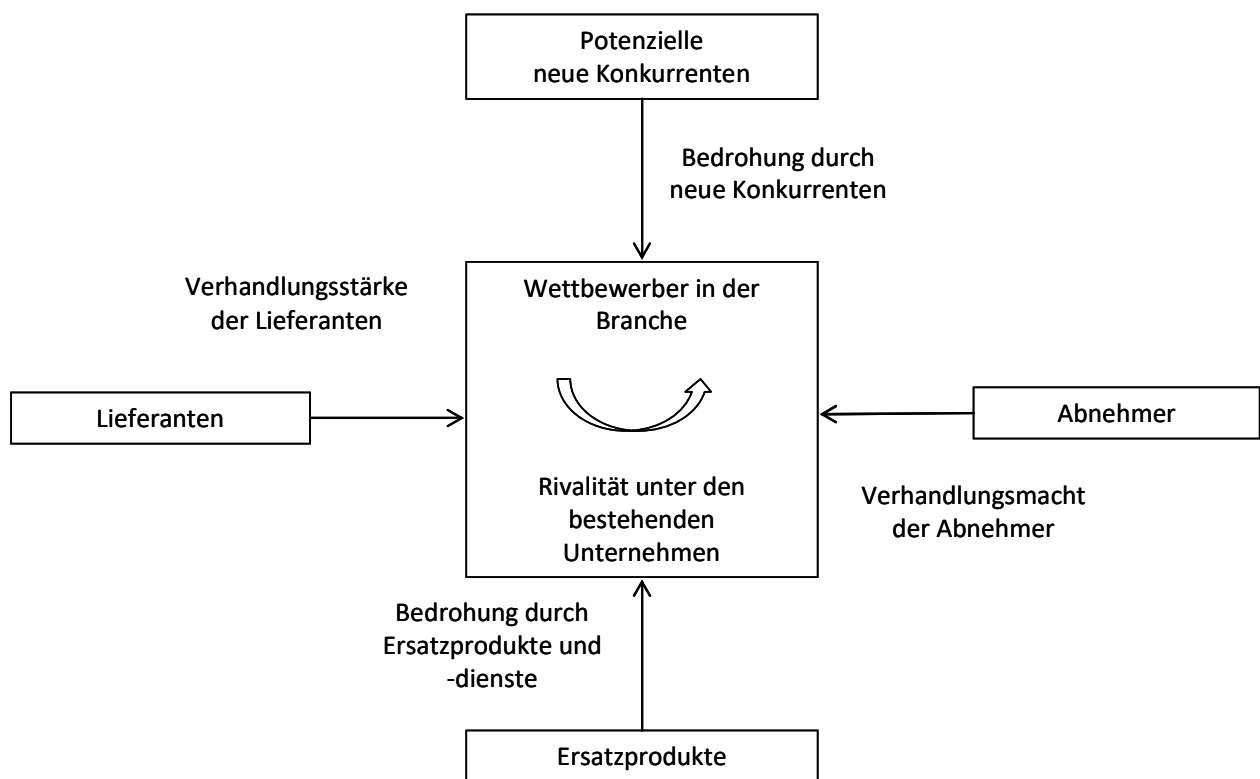 Potenzielle
neue Konkurrenten
Bedrohung durch
neue Konkurrenten
Verhandlungsstärke
der Lieferanten
Wettbewerber in der
Branche
Lieferanten
Abnehmer
Rivalität unter den
bestehenden
Unternehmen
Verhandlungsmacht
der Abnehmer
Bedrohung durch
Ersatzprodukte und
-dienste
Ersatzprodukte